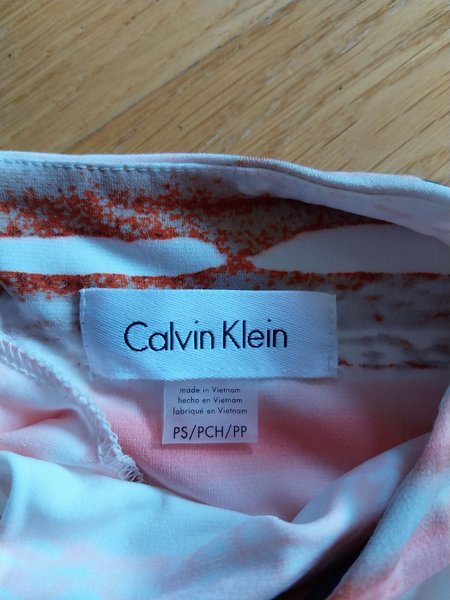 Calvin Klein
made in Vietnam
hecho en Vietnam
fabriqué en Vietnam
PS/PCH/PP